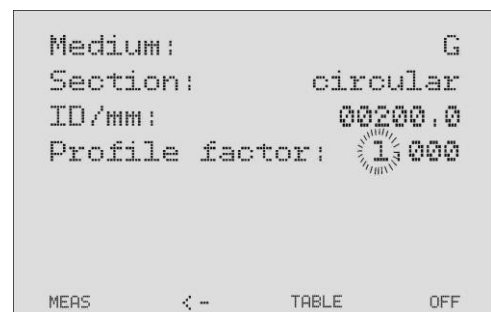 Medium: G
Section: circular
ID/mm: 00200.0
Profile factor: 1.000
MEAS <- TABLE OFF